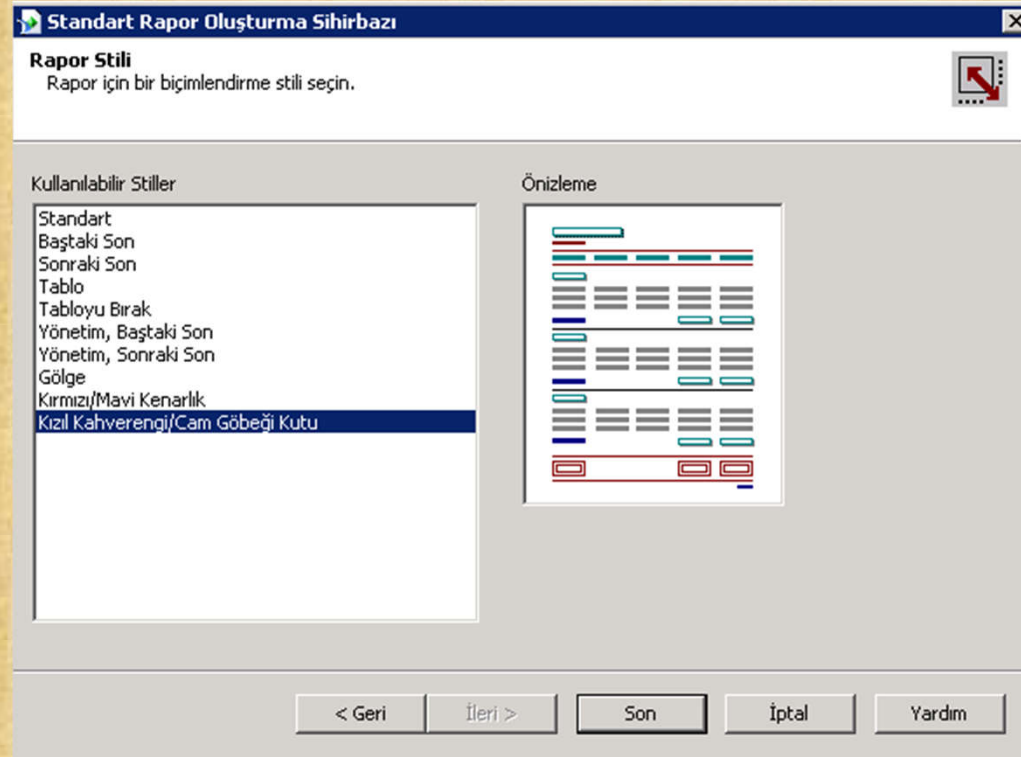 Standart Rapor Oluşturma Sihirbazı
Rapor Stili
Rapor için bir biçimlendirme stili seçin.
Kullanılabilir Stiller
Önizleme
Standart
Baştaki Son
Sonraki Son
Tablo
Tabloyu Bırak
Yönetim, Baştaki Son
Yönetim, Sonraki Son
Gölge
Kırmızı/Mavi Kenarlık
Kızıl Kahverengi/Cam Göbeği Kutu
< Geri
İleri >
Son
İptal
Yardım